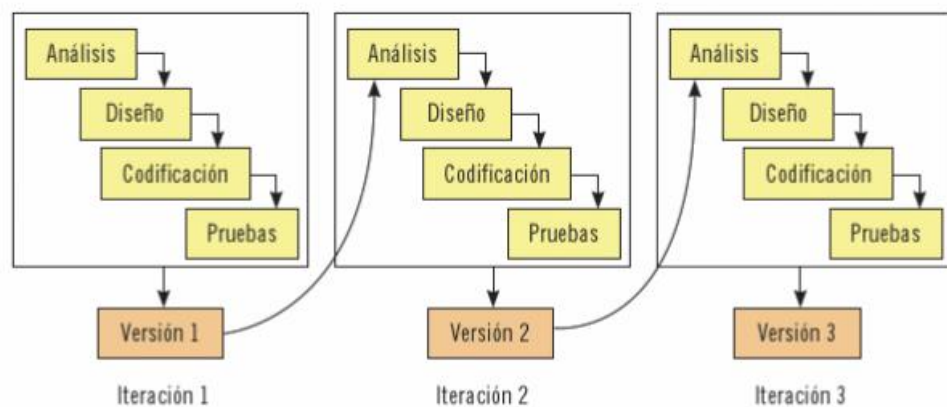 Análisis
Diseño
Codificación
Pruebas
Versión 1
Iteración 1
Análisis
Diseño
Codificación
Pruebas
Versión 2
Iteración 2
Análisis
Diseño
Codificación
Pruebas
Versión 3
Iteración 3